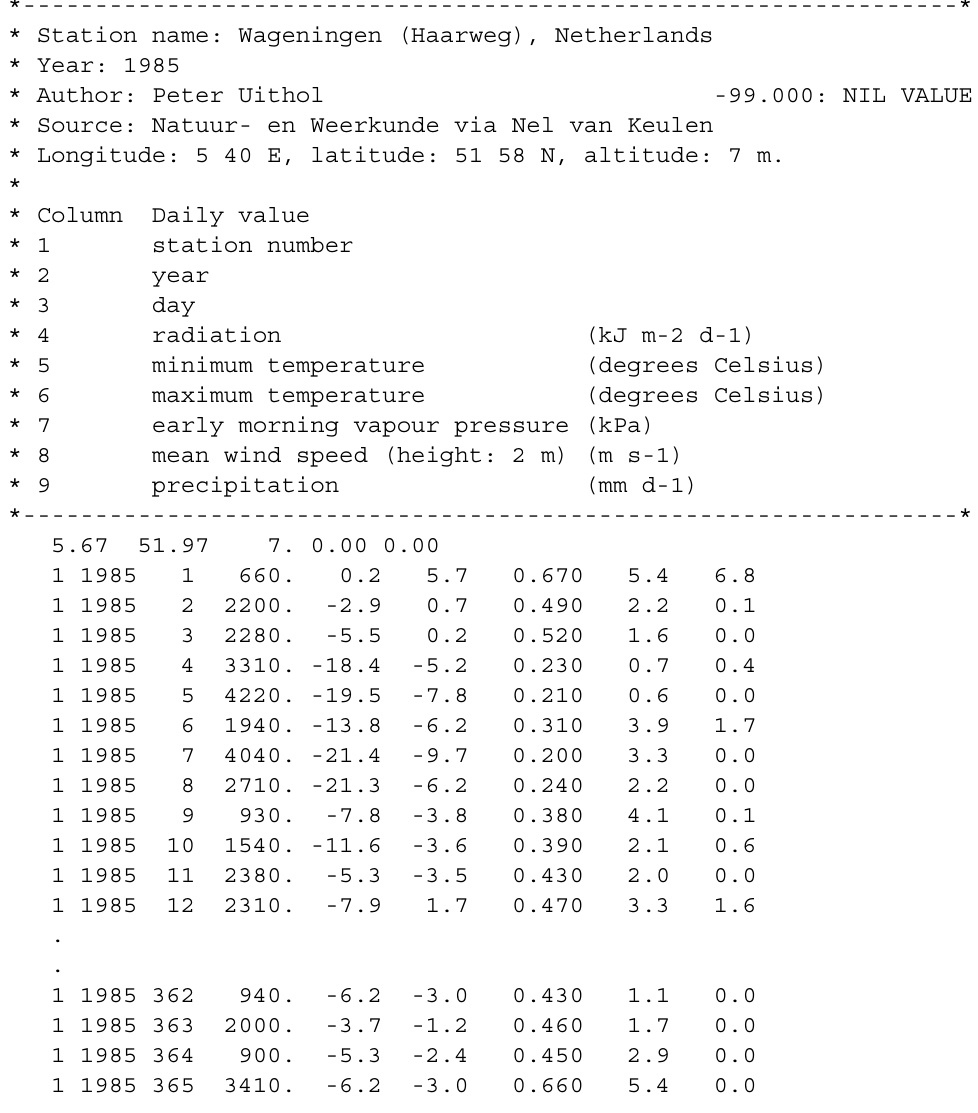 *-----------------------------------------------------------------*
* Station name: Wageningen (Haarweg), Netherlands
* Year: 1985
* Author: Peter Uithol                           -99.000: NIL VALUE
* Source: Natuur- en Weerkunde via Nel van Keulen
* Longitude: 5 40 E, latitude: 51 58 N, altitude: 7 m.
*
* Column  Daily value
* 1       station number
* 2       year
* 3       day
* 4       radiation                     (kJ m-2 d-1)
* 5       minimum temperature           (degrees Celsius)
* 6       maximum temperature           (degrees Celsius)
* 7       early morning vapour pressure (kPa)
* 8       mean wind speed (height: 2 m) (m s-1)
* 9       precipitation                 (mm d-1)
*-----------------------------------------------------------------*
   5.67  51.97    7. 0.00 0.00
   1 1985   1   660.   0.2   5.7   0.670   5.4   6.8
   1 1985   2  2200.  -2.9   0.7   0.490   2.2   0.1
   1 1985   3  2280.  -5.5   0.2   0.520   1.6   0.0
   1 1985   4  3310. -18.4  -5.2   0.230   0.7   0.4
   1 1985   5  4220. -19.5  -7.8   0.210   0.6   0.0
   1 1985   6  1940. -13.8  -6.2   0.310   3.9   1.7
   1 1985   7  4040. -21.4  -9.7   0.200   3.3   0.0
   1 1985   8  2710. -21.3  -6.2   0.240   2.2   0.0
   1 1985   9   930.  -7.8  -3.8   0.380   4.1   0.1
   1 1985  10  1540. -11.6  -3.6   0.390   2.1   0.6
   1 1985  11  2380.  -5.3  -3.5   0.430   2.0   0.0
   1 1985  12  2310.  -7.9   1.7   0.470   3.3   1.6
   .
   .
   1 1985 362   940.  -6.2  -3.0   0.430   1.1   0.0
   1 1985 363  2000.  -3.7  -1.2   0.460   1.7   0.0
   1 1985 364   900.  -5.3  -2.4   0.450   2.9   0.0
   1 1985 365  3410.  -6.2  -3.0   0.660   5.4   0.0